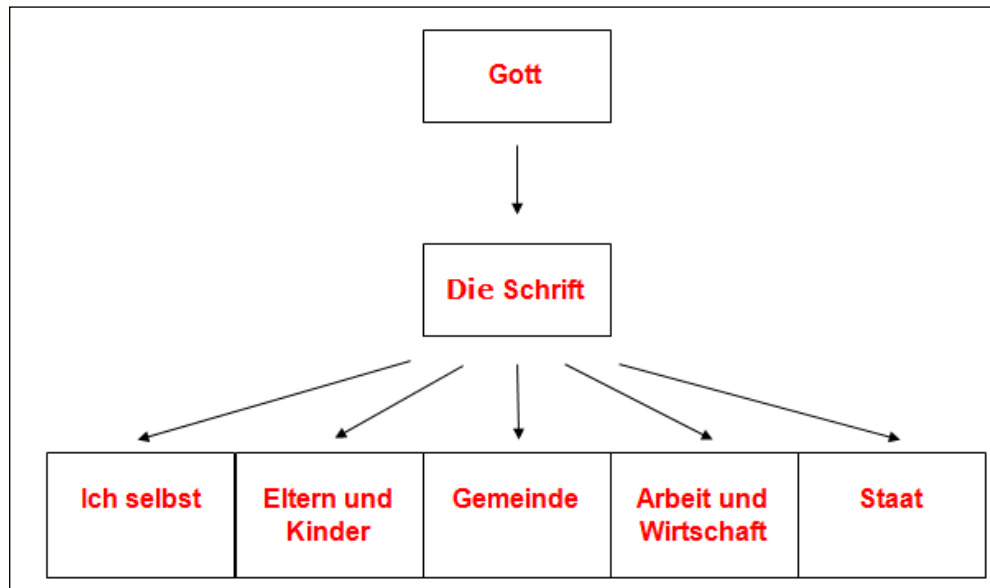 Gott
Die Schrift
Ich selbst
Eltern und
Kinder
Gemeinde
Arbeit und
Wirtschaft
Staat